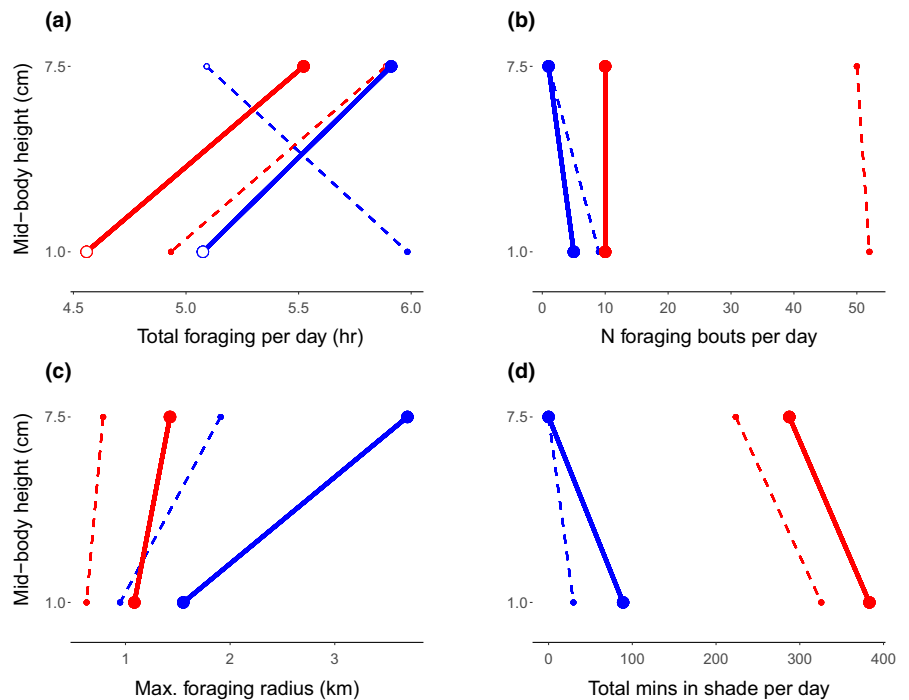 (a)
Mid-body height (cm)
7.5
1.0
4.5 5.0 5.5 6.0
Total foraging per day (hr)
(b)
7.5
1.0
0 10 20 30 40 50
N foraging bouts per day
(c)
Mid-body height (cm)
7.5
1.0
1 2 3
Max. foraging radius (km)
(d)
7.5
1.0
0 100 200 300 400
Total mins in shade per day